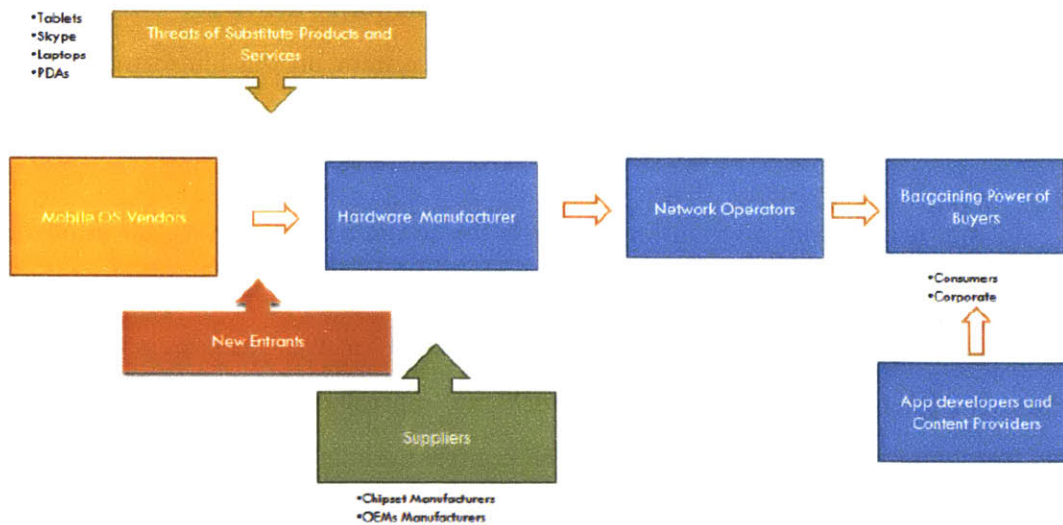 •Tablets
•Skype
•Laptops
•PDAs
Threats of Substitute Products and
Services
Mobile OS Vendors
Hardware Manufacturer
Network Operators
Bargaining Power of
Buyers
•Consumers
•Corporate
New Entrants
Suppliers
App developers and
Content Providers
•Chipset Manufacturers
•OEMs Manufacturers